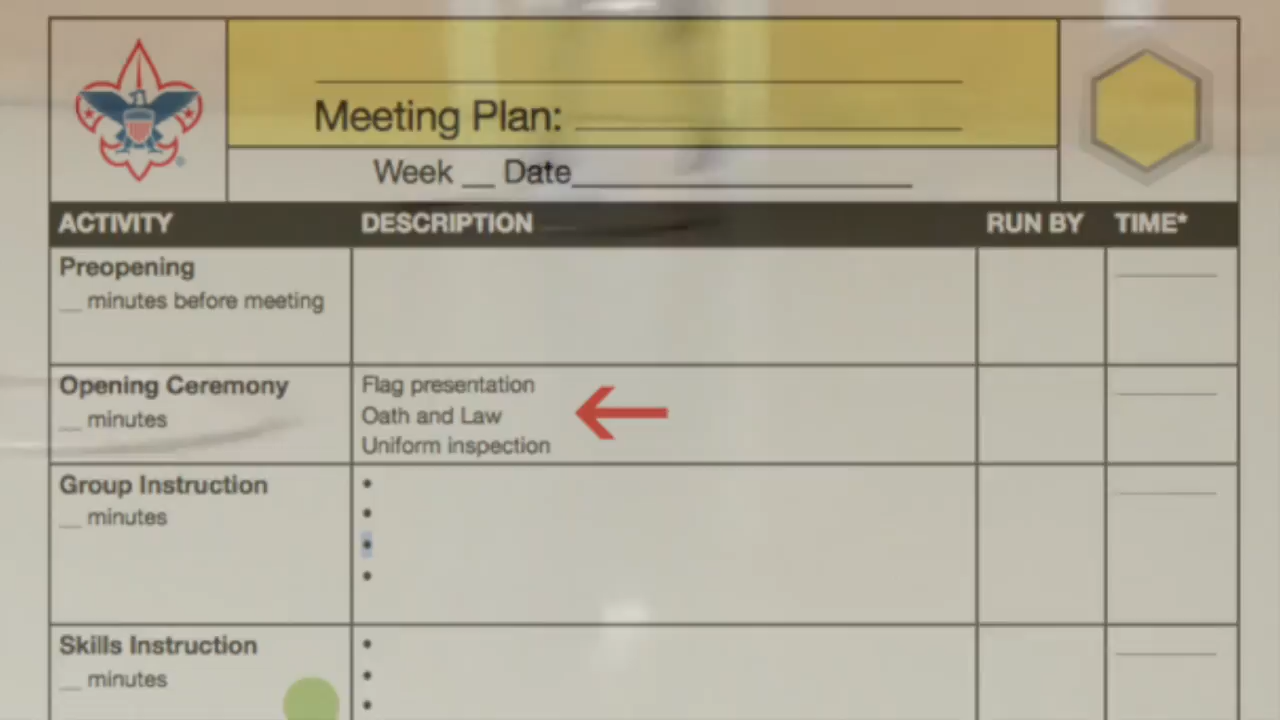 Meeting Plan: 
Week __ Date
ACTIVITY DESCRIPTION RUN BY TIME*
Preopening
__ minutes before meeting
Opening Ceremony
__ minutes
Flag presentation
Oath and Law
Uniform inspection
Group Instruction
__ minutes
•
•
•
•
Skills Instruction
__ minutes
•
•
•